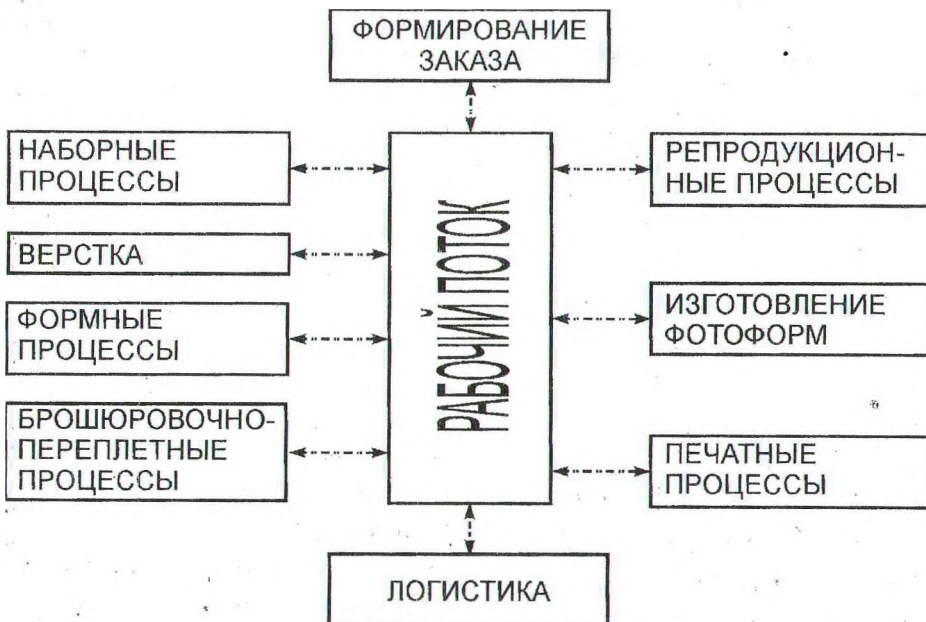 ФОРМИРОВАНИЕ
ЗАКАЗА
НАБОРНЫЕ
ПРОЦЕССЫ
ВЕРСТКА
ФОРМНЫЕ
ПРОЦЕССЫ
БРОШЮРОВОЧНО-
ПЕРЕПЛЕТНЫЕ
ПРОЦЕССЫ
РАБОЧИЙ ПОТОК
РЕПРОДУКЦИОН-
НЫЕ ПРОЦЕССЫ
ИЗГОТОВЛЕНИЕ
ФОТОФОРМ
ПЕЧАТНЫЕ
ПРОЦЕССЫ
ЛОГИСТИКА